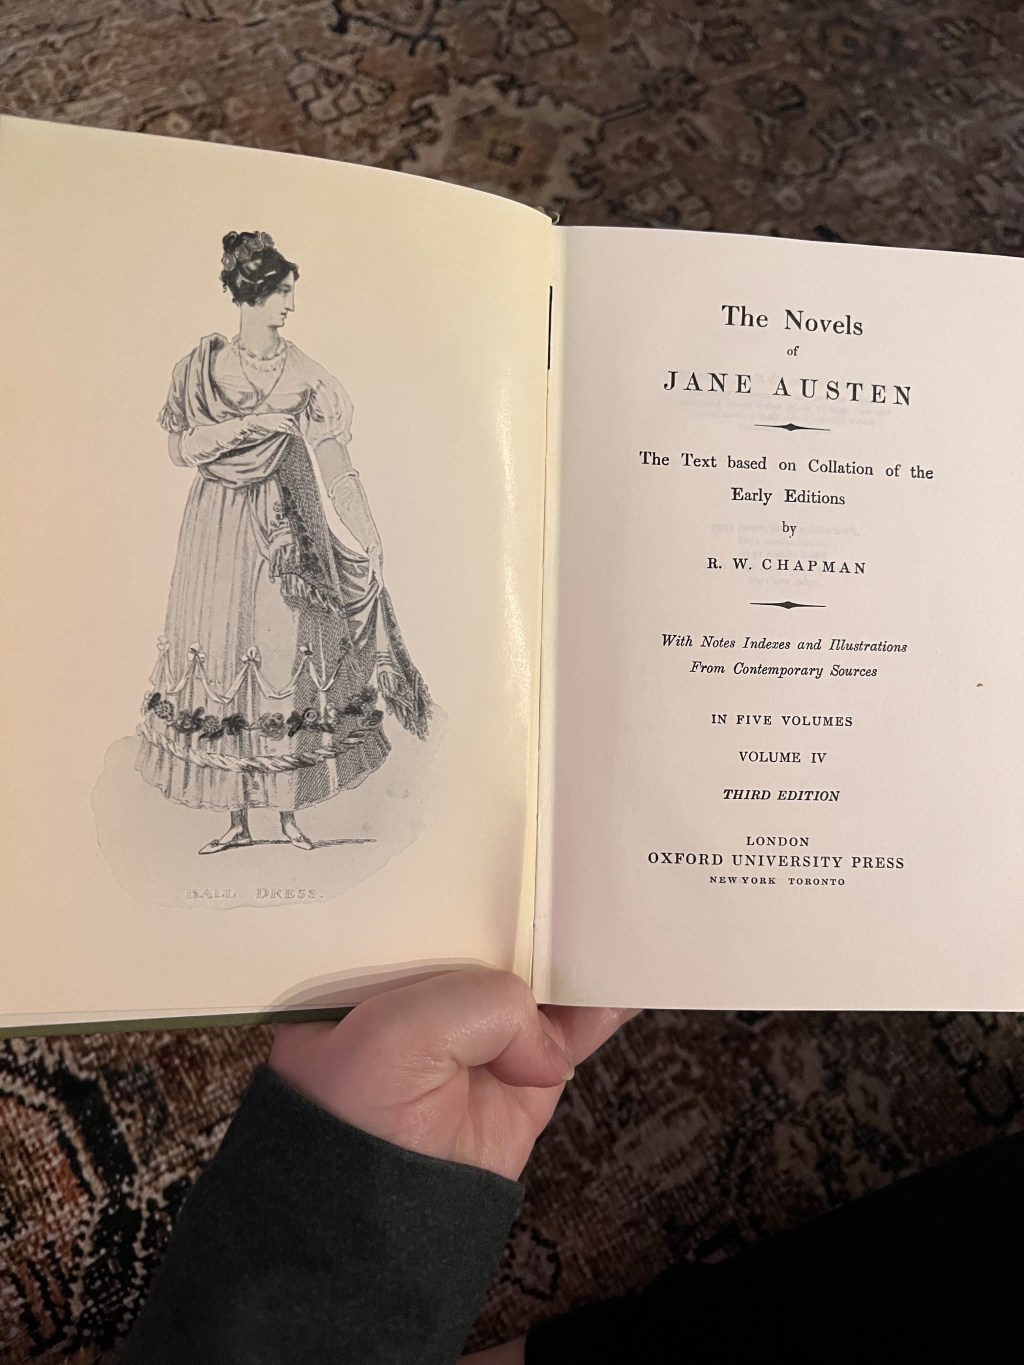 BALL DRESS.
The Novels
of
JANE AUSTEN
The Text based on Collation of the
Early Editions
by
R. W. CHAPMAN
With Notes Indexes and Illustrations
From Contemporary Sources
IN FIVE VOLUMES
VOLUME IV
THIRD EDITION
LONDON
OXFORD UNIVERSITY PRESS
NEW YORK TORONTO